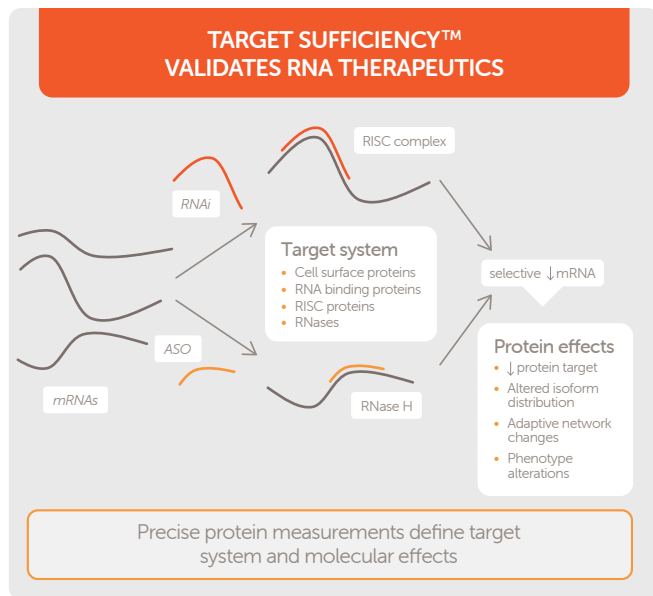 TARGET SUFFICIENCY™
VALIDATES RNA THERAPEUTICS
RISC complex
RNAi
Target system
• Cell surface proteins
• RNA binding proteins
• RISC proteins
• RNases
selective ↓mRNA
ASO
Protein effects
• ↓ protein target
• Altered isoform
distribution
• Adaptive network
changes
• Phenotype
alterations
mRNAs
RNase H
Precise protein measurements define target
system and molecular effects